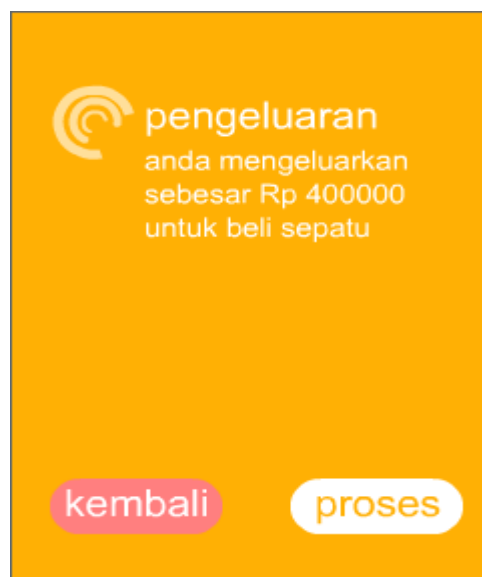 pengeluaran
anda mengeluarkan
sebesar Rp 400000
untuk beli sepatu
kembali
proses